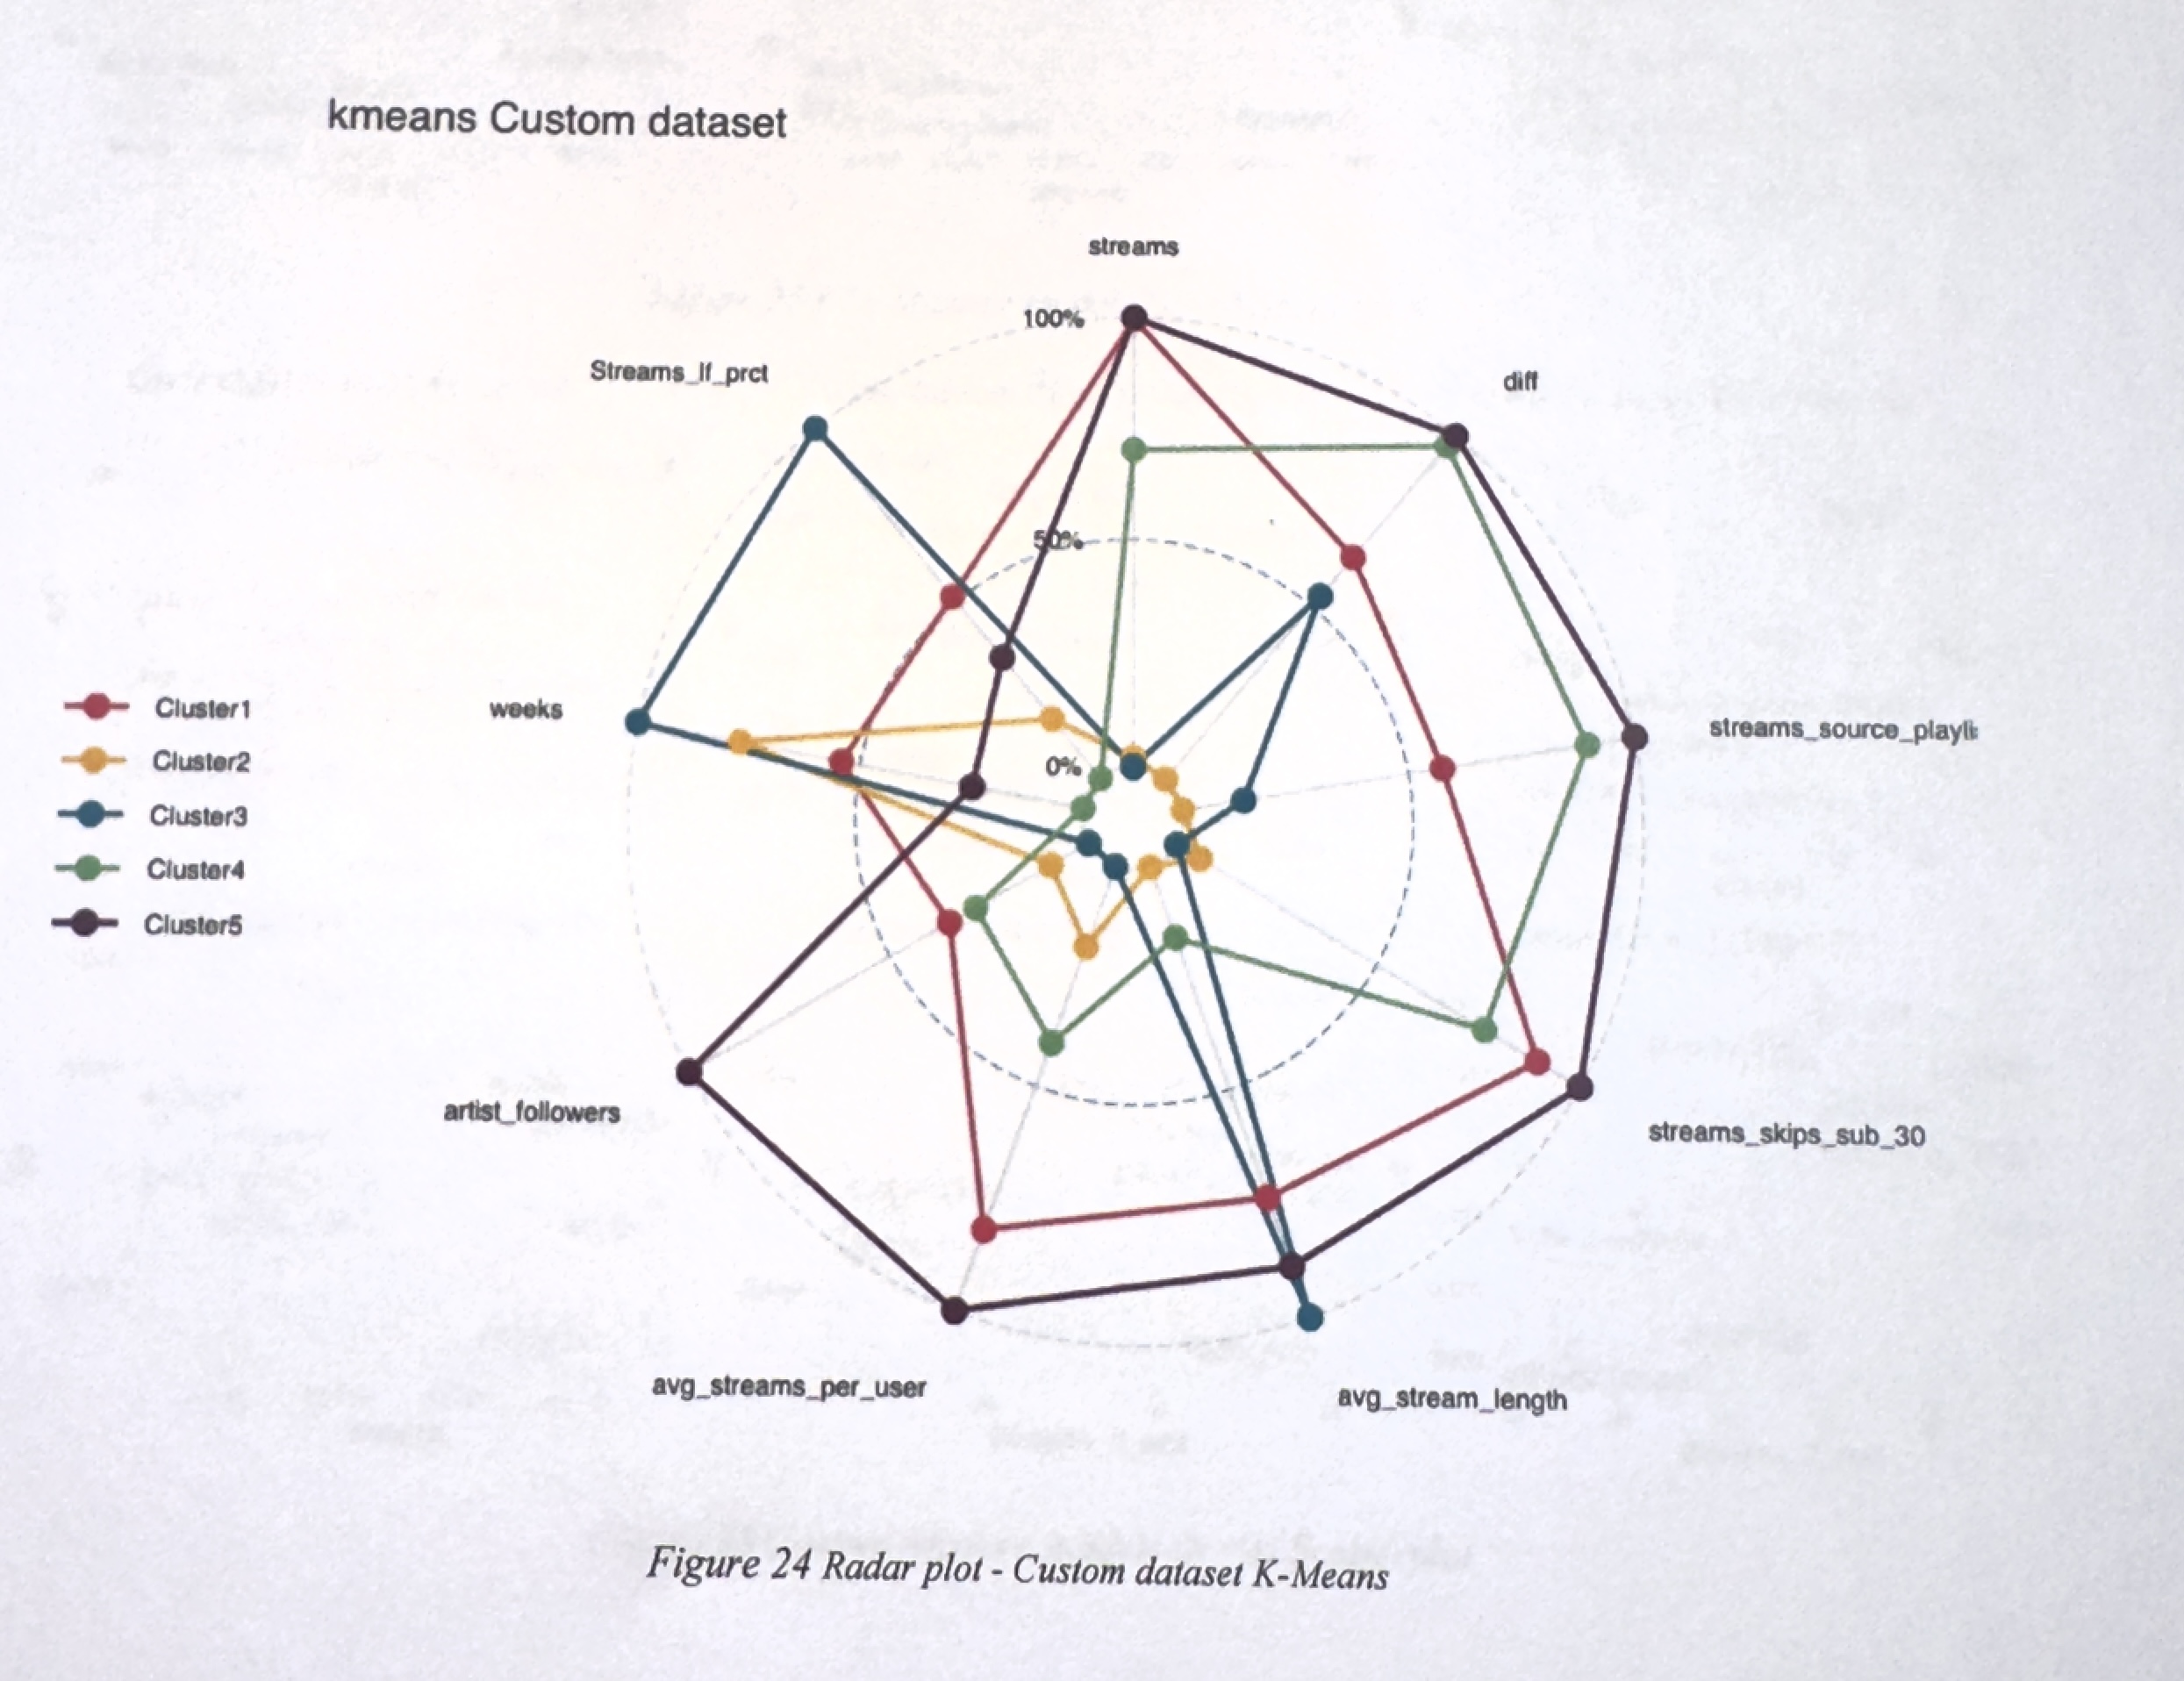 kmeans Custom dataset
streams
100%
Streams_lf_prct
diff
50%
weeks
streams_source_playli
0%
Cluster1
Cluster2
Cluster3
Cluster4
Cluster5
artist_followers
streams_skips_sub_30
avg_streams_per_user
avg_stream_length
Figure 24 Radar plot - Custom dataset K-Means